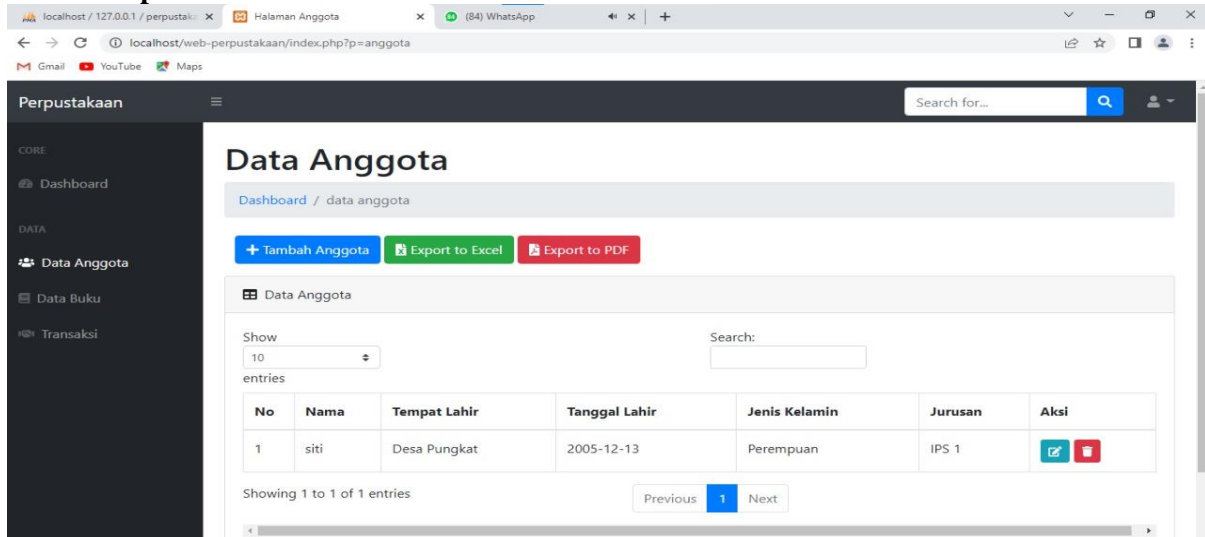 localhost / 127.0.0.1 / perpustaka
Halaman Anggota
(84) WhatsApp
localhost/web-perpustakaan/index.php?p=anggota
Gmail YouTube Maps
Perpustakaan
Search for...
CORE
Dashboard
DATA
Data Anggota
Data Buku
Transaksi
Data Anggota
Dashboard / data anggota
+ Tambah Anggota Export to Excel Export to PDF
Data Anggota
Show
10
entries
Search:
No Nama Tempat Lahir Tanggal Lahir Jenis Kelamin Jurusan Aksi
1 siti Desa Pungkat 2005-12-13 Perempuan IPS 1
Showing 1 to 1 of 1 entries
Previous 1 Next